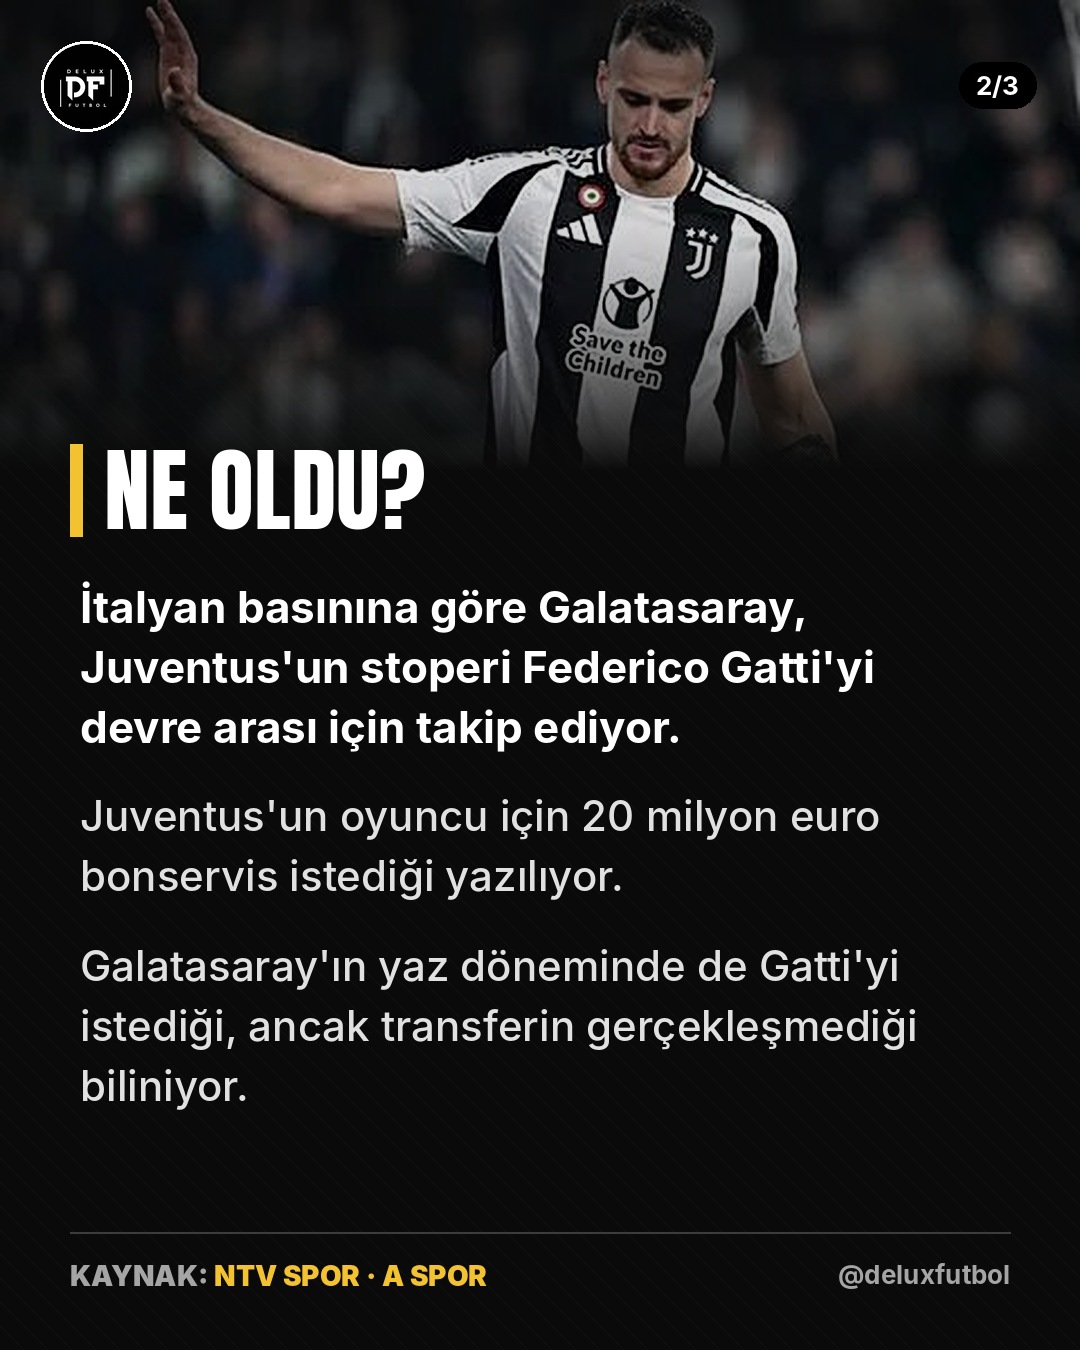 DELUX
DF
FUTBOL
2/3
Save the
Children
NE OLDU?
İtalyan basınına göre Galatasaray,
Juventus'un stoperi Federico Gatti'yi
devre arası için takip ediyor.
Juventus'un oyuncu için 20 milyon euro
bonservis istediği yazılıyor.
Galatasaray'ın yaz döneminde de Gatti'yi
istediği, ancak transferin gerçekleşmediği
biliniyor.
KAYNAK: NTV SPOR · A SPOR
@deluxfutbol